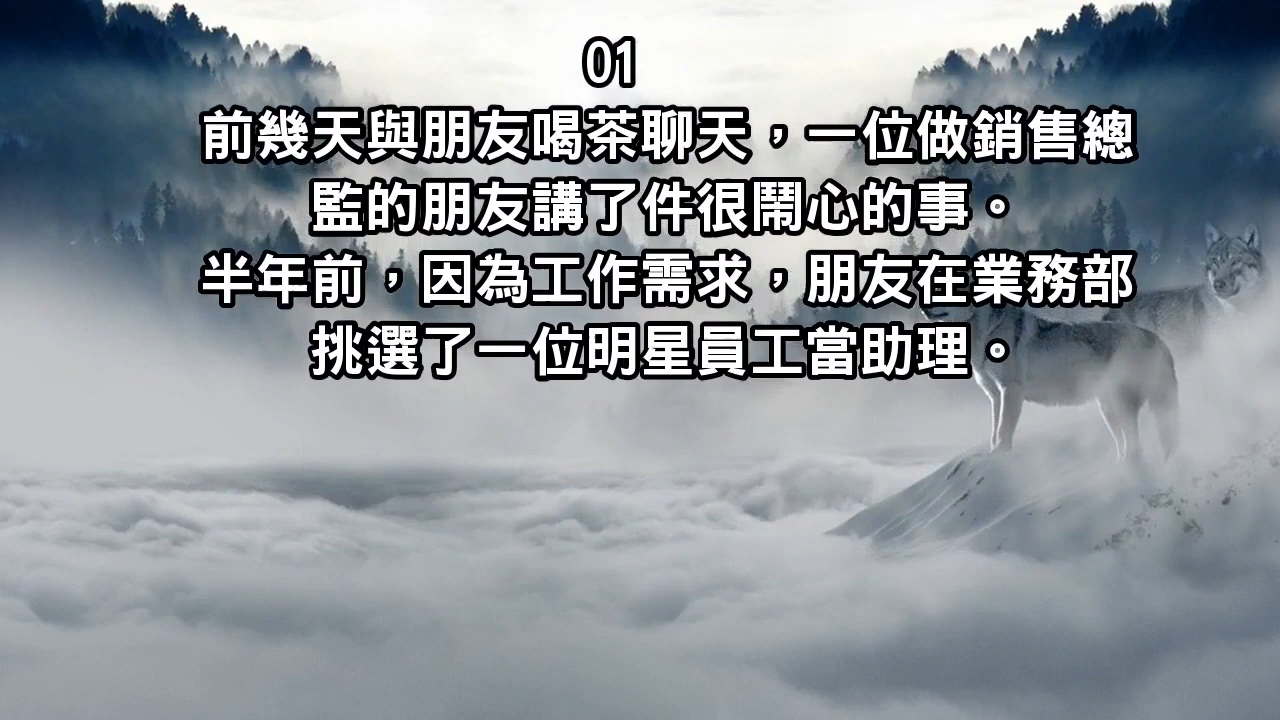 01
前幾天與朋友喝茶聊天，一位做銷售總
監的朋友講了件很鬧心的事。
半年前，因為工作需求，朋友在業務部
挑選了一位明星員工當助理。